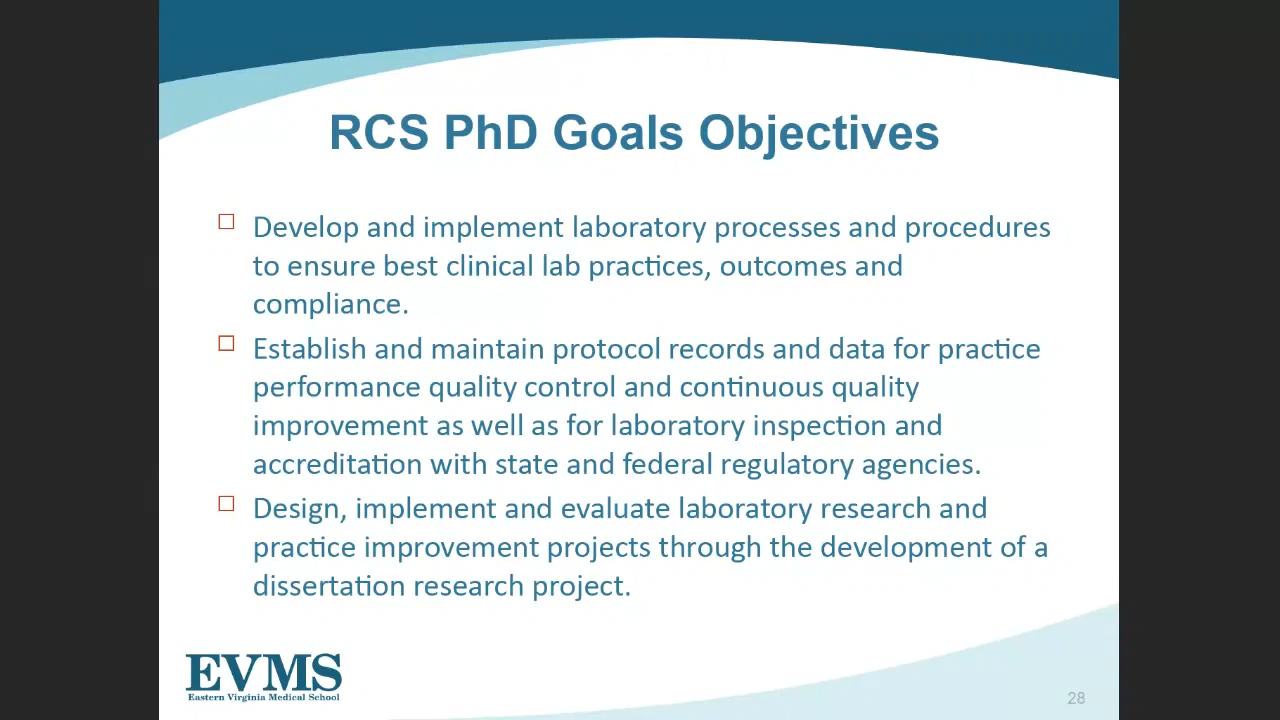 RCS PhD Goals Objectives
Develop and implement laboratory processes and procedures
to ensure best clinical lab practices, outcomes and
compliance.
Establish and maintain protocol records and data for practice
performance quality control and continuous quality
improvement as well as for laboratory inspection and
accreditation with state and federal regulatory agencies.
Design, implement and evaluate laboratory research and
practice improvement projects through the development of a
dissertation research project.
EVMS
Eastern Virginia Medical School
28